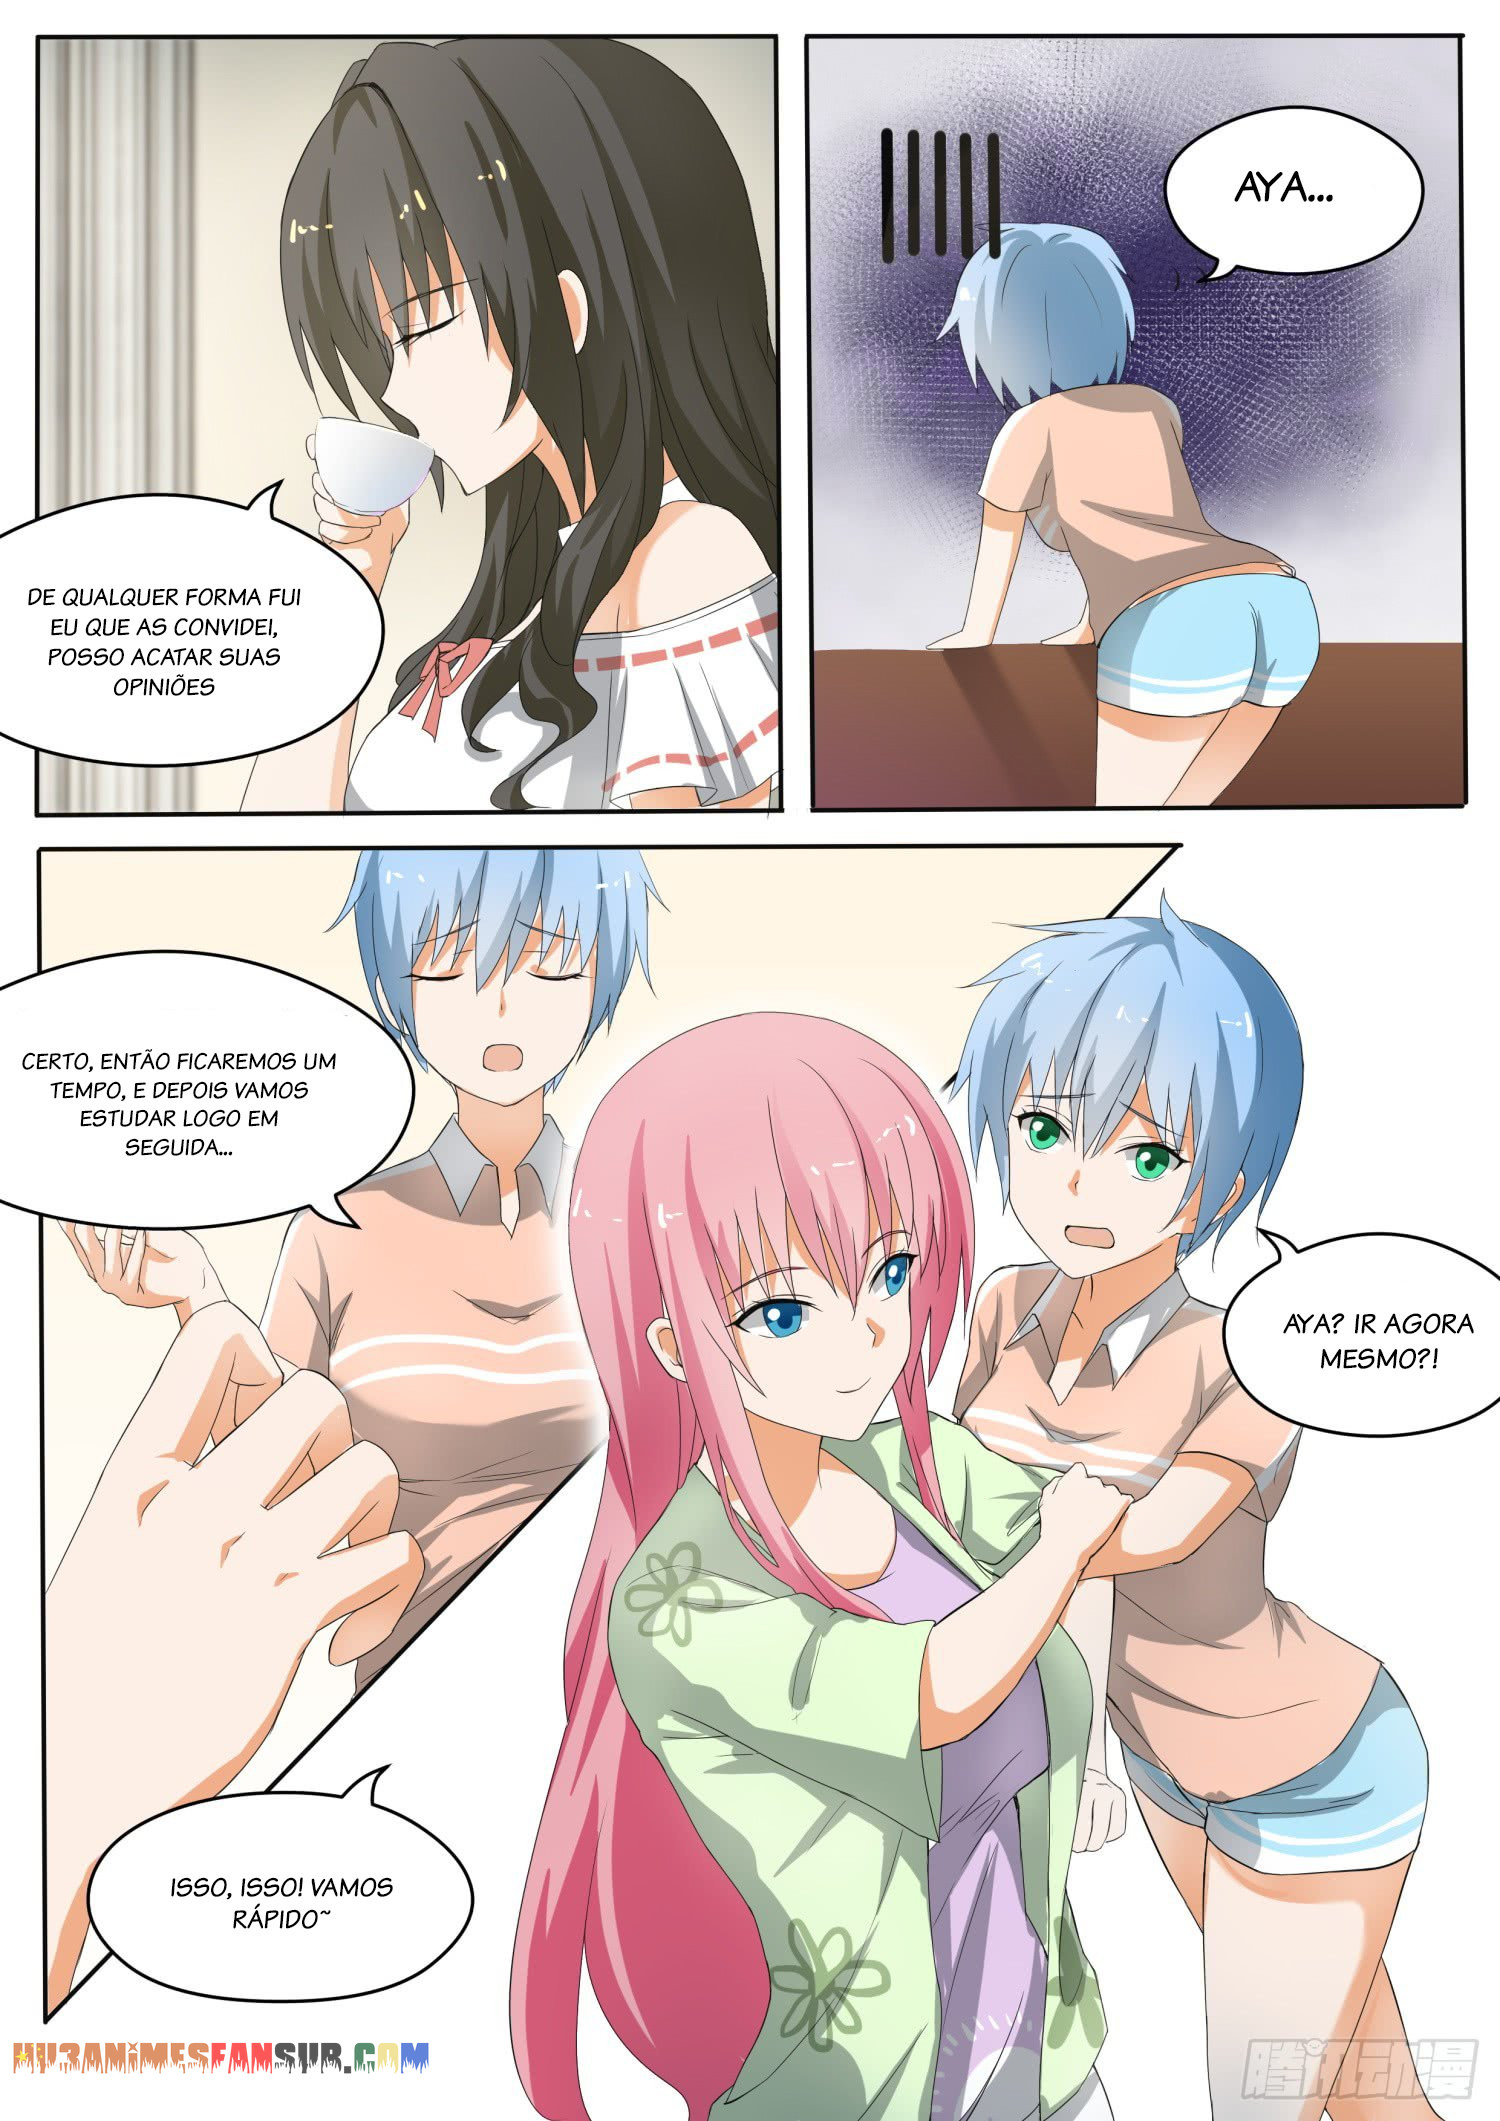 DE QUALQUER FORMA FUI
EU QUE AS CONVIDEI,
POSSO ACATAR SUAS
OPINIÕES
AYA...
CERTO, ENTÃO FICAREMOS UM
TEMPO, E DEPOIS VAMOS
ESTUDAR LOGO EM
SEGUIDA...
AYA? IR AGORA
MESMO?!
ISSO, ISSO! VAMOS
RÁPIDO~
HU3ANIMESFANSUB.COM
腾讯动漫